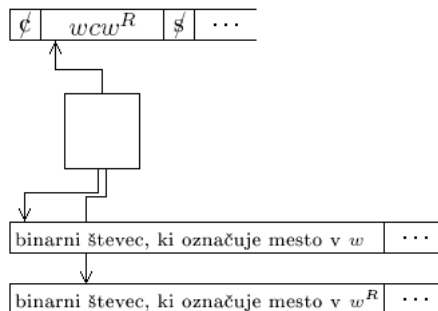 ¢ wcw^R $ ⋯
binarni števec, ki označuje mesto v w ⋯
binarni števec, ki označuje mesto v w^R ⋯